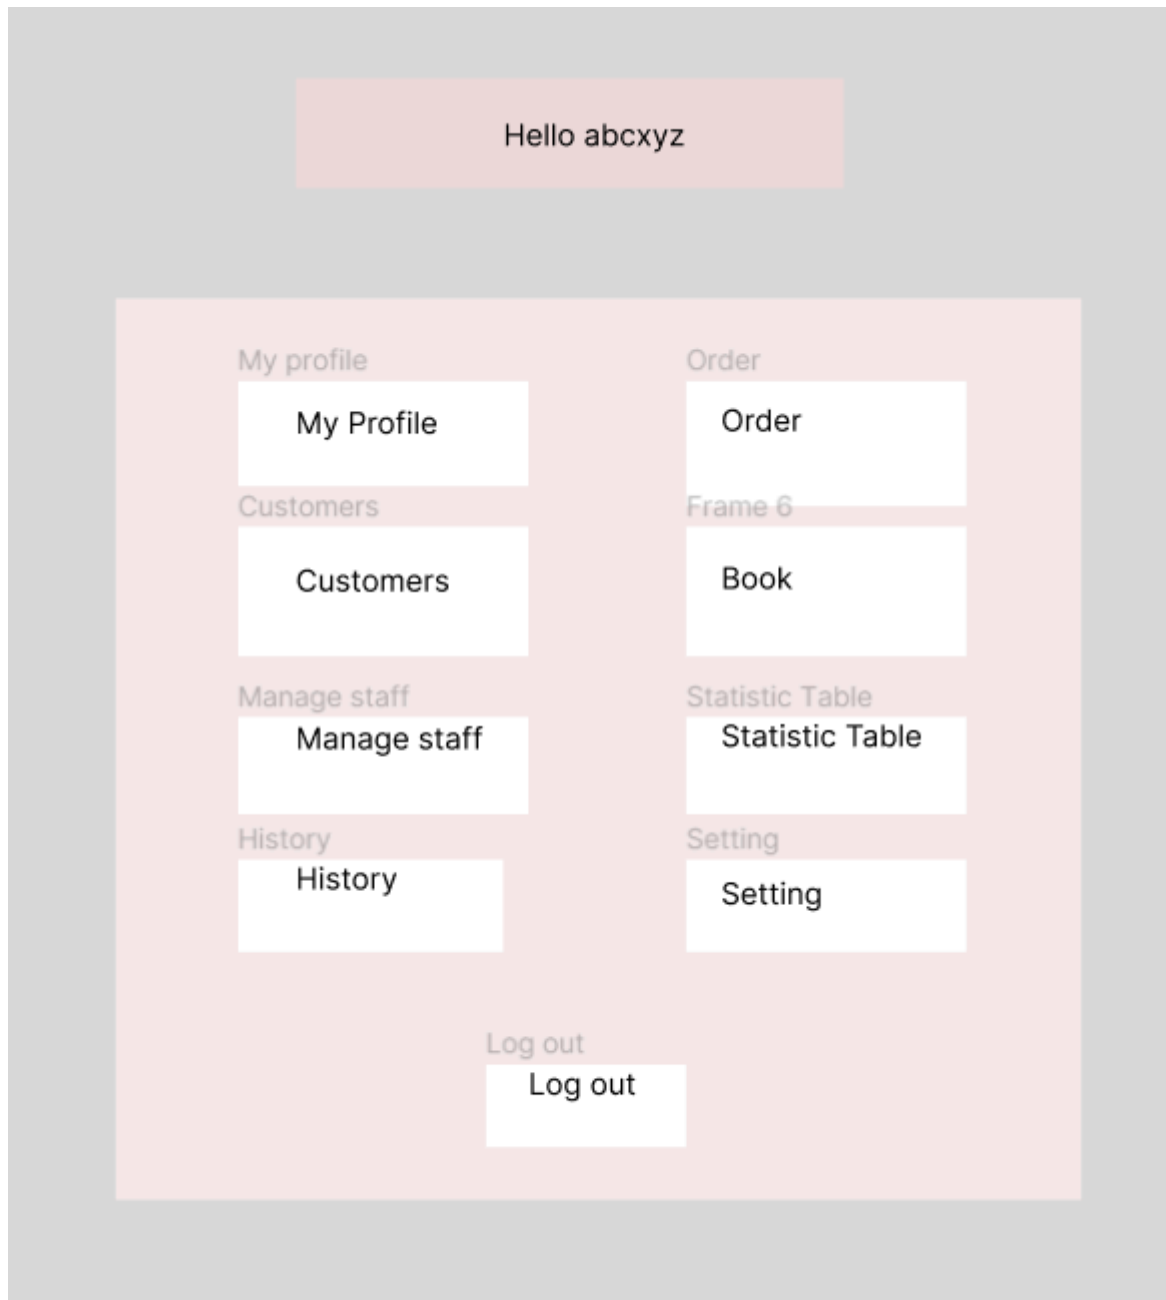 Hello abcxyz
My profile
My Profile
Order
Order
Customers
Customers
Frame 6
Book
Manage staff
Manage staff
Statistic Table
Statistic Table
History
History
Setting
Setting
Log out
Log out